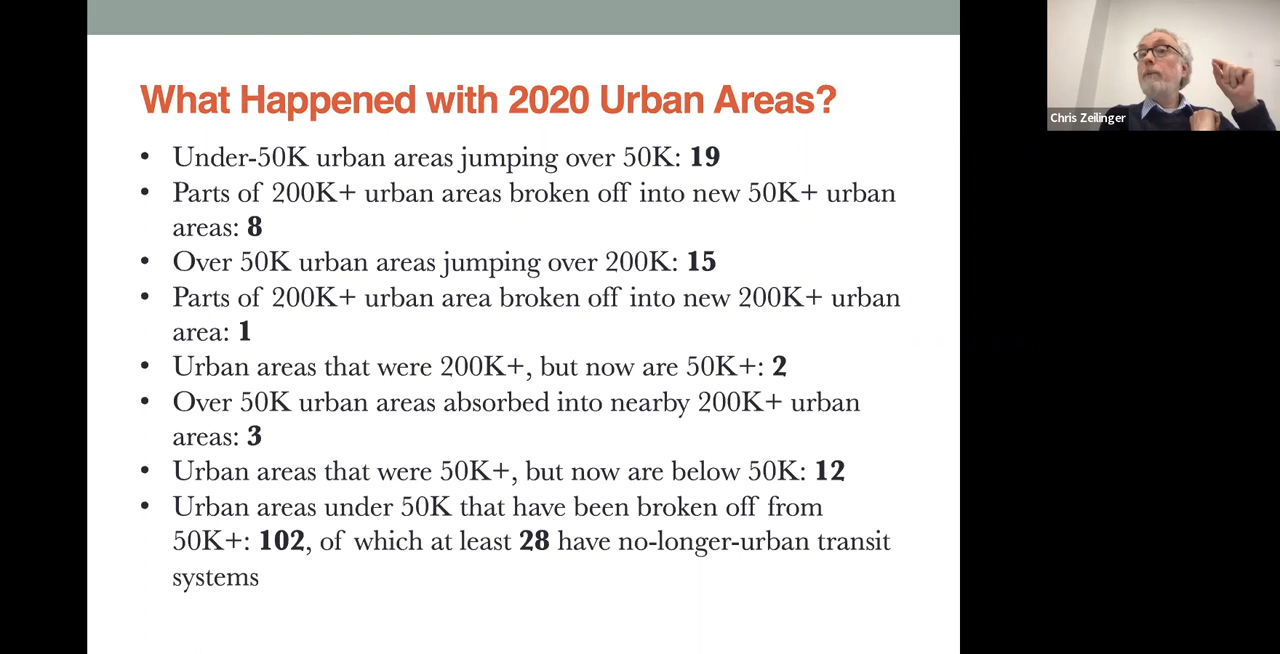 What Happened with 2020 Urban Areas?
• Under-50K urban areas jumping over 50K: 19
• Parts of 200K+ urban areas broken off into new 50K+ urban
areas: 8
• Over 50K urban areas jumping over 200K: 15
• Parts of 200K+ urban area broken off into new 200K+ urban
area: 1
• Urban areas that were 200K+, but now are 50K+: 2
• Over 50K urban areas absorbed into nearby 200K+ urban
areas: 3
• Urban areas that were 50K+, but now are below 50K: 12
• Urban areas under 50K that have been broken off from
50K+: 102, of which at least 28 have no-longer-urban transit
systems
Chris Zeilinger